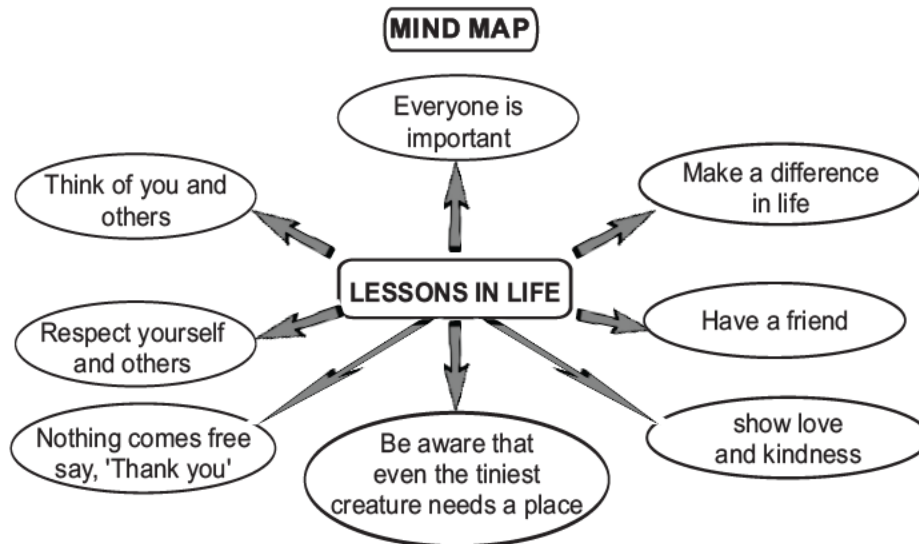 MIND MAP
Everyone is
important
Think of you and
others
Make a difference
in life
LESSONS IN LIFE
Respect yourself
and others
Have a friend
Nothing comes free
say, 'Thank you'
Be aware that
even the tiniest
creature needs a place
show love
and kindness